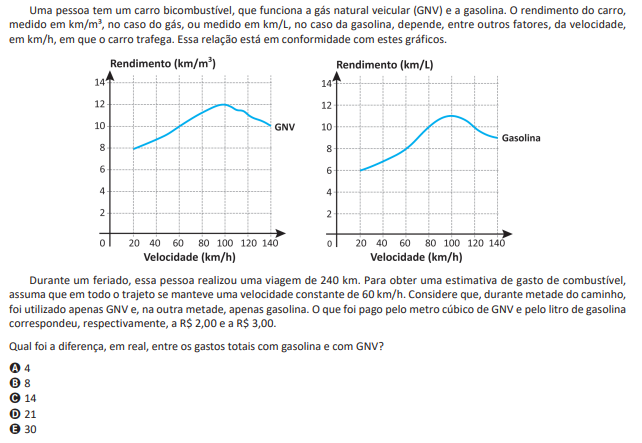 Uma pessoa tem um carro bicombustível, que funciona a gás natural veicular (GNV) e a gasolina. O rendimento do carro,
medido em km/m³, no caso do gás, ou medido em km/L, no caso da gasolina, depende, entre outros fatores, da velocidade,
em km/h, em que o carro trafega. Essa relação está em conformidade com estes gráficos.
Rendimento (km/m³)
14
12
10
8
6
4
2
0 20 40 60 80 100 120 140
GNV
Velocidade (km/h)
Rendimento (km/L)
14
12
10
8
6
4
2
0 20 40 60 80 100 120 140
Gasolina
Velocidade (km/h)
Durante um feriado, essa pessoa realizou uma viagem de 240 km. Para obter uma estimativa de gasto de combustível,
assuma que em todo o trajeto se manteve uma velocidade constante de 60 km/h. Considere que, durante metade do caminho,
foi utilizado apenas GNV e, na outra metade, apenas gasolina. O que foi pago pelo metro cúbico de GNV e pelo litro de gasolina
correspondeu, respectivamente, a R$ 2,00 e a R$ 3,00.
Qual foi a diferença, em real, entre os gastos totais com gasolina e com GNV?
A 4
B 8
C 14
D 21
E 30